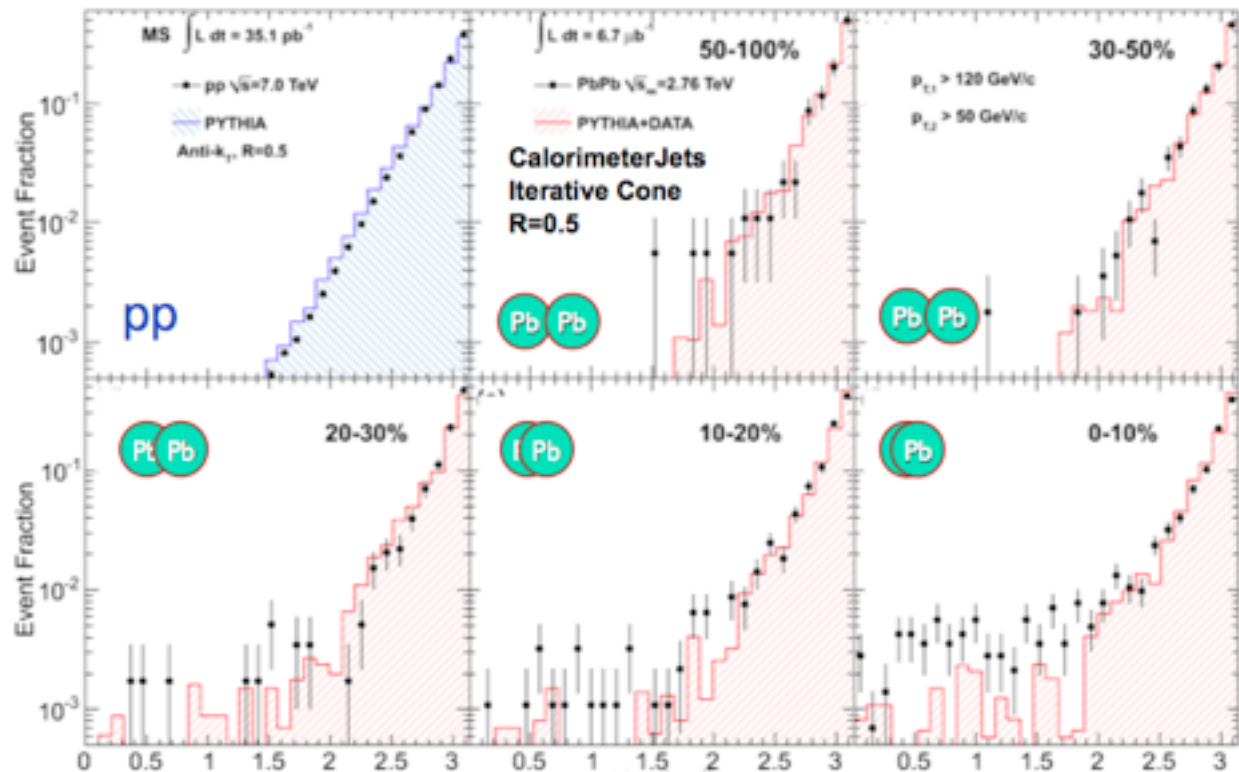 MS ∫L dt = 35.1 pb⁻¹
pp √s=7.0 TeV
PYTHIA
Anti-k_T, R=0.5
pp
Event Fraction
10⁻¹
10⁻²
10⁻³
∫L dt = 6.7 μb⁻¹
50-100%
PbPb √s =2.76 TeV
PYTHIA+DATA
CalorimeterJets
Iterative Cone
R=0.5
Pb Pb
30-50%
p_T,1 > 120 GeV/c
p_T,2 > 50 GeV/c
Pb Pb
Event Fraction
10⁻¹
10⁻²
10⁻³
Pb
20-30%
0 0.5 1 1.5 2 2.5 3
Pb
10-20%
0.5 1 1.5 2 2.5 3
Pb
0-10%
0.5 1 1.5 2 2.5 3